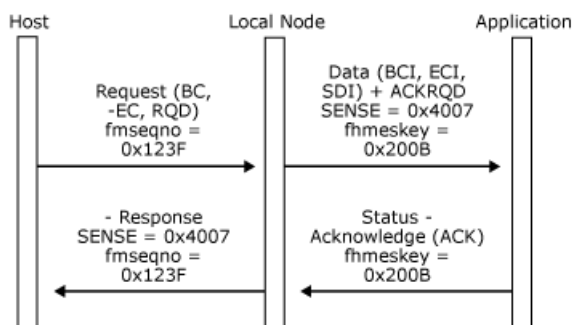 Host
Local Node
Application
Request (BC,
-EC, RQD)
fmseqno =
0x123F
Data (BCI, ECI,
SDI) + ACKRQD
SENSE = 0x4007
fhmeskey =
0x200B
- Response
SENSE = 0x4007
fmseqno =
0x123F
Status -
Acknowledge (ACK)
fhmeskey =
0x200B